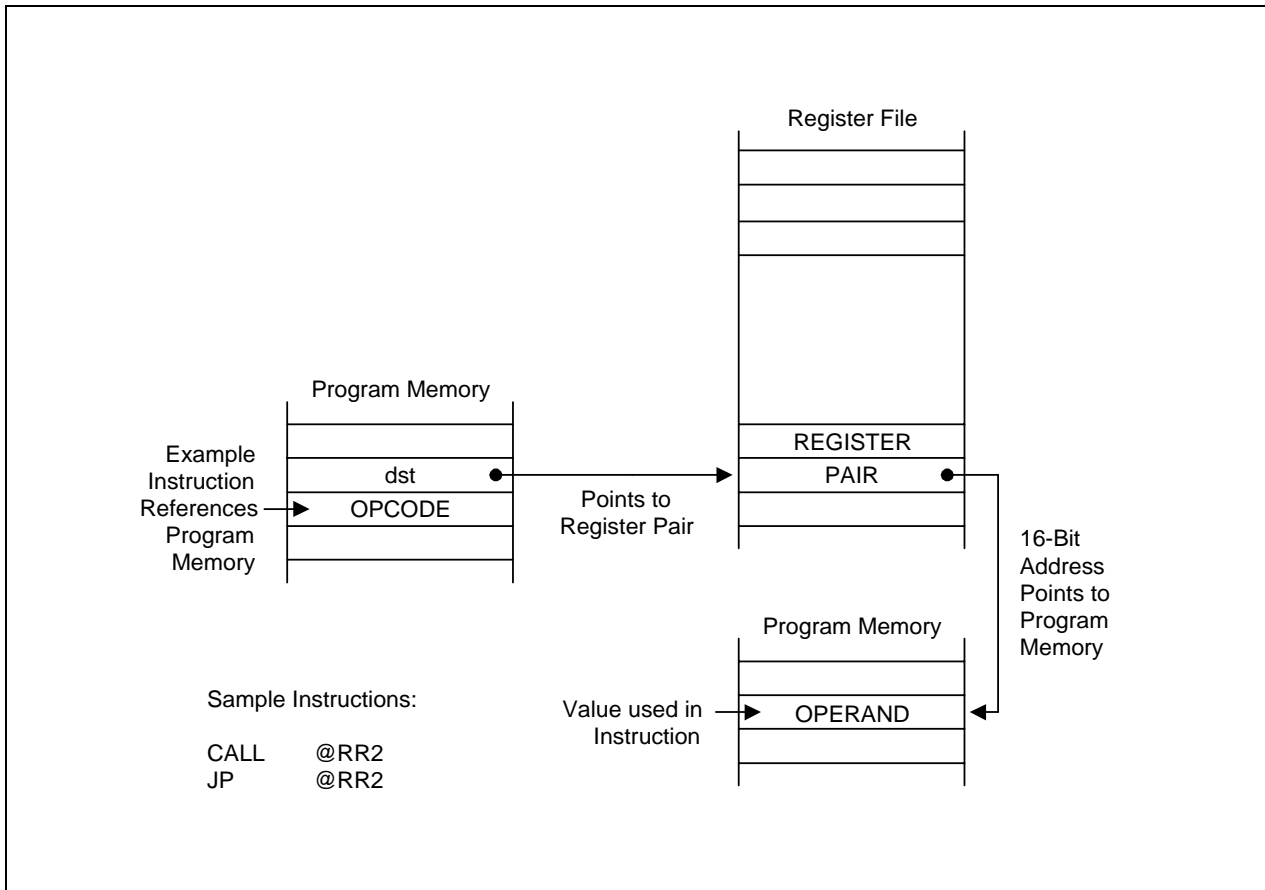 Register File
Program Memory
REGISTER
Example
Instruction
References
Program
Memory
dst
PAIR
OPCODE
Points to
Register Pair
16-Bit
Address
Points to
Program
Memory
Program Memory
Sample Instructions:
Value used in
Instruction
OPERAND
CALL @RR2
JP @RR2